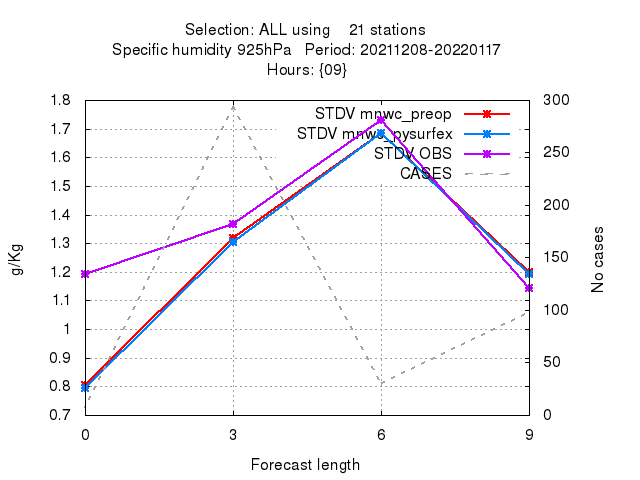 Selection: ALL using    21 stations
Specific humidity 925hPa   Period: 20211208-20220117
Hours: {09}
STDV mnwc_preop
STDV mnwc_pysurfex
STDV OBS
CASES
1.8
1.7
1.6
1.5
1.4
1.3
1.2
1.1
1
0.9
0.8
0.7
300
250
200
150
100
50
0
g/Kg
No cases
0
3
6
9
Forecast length